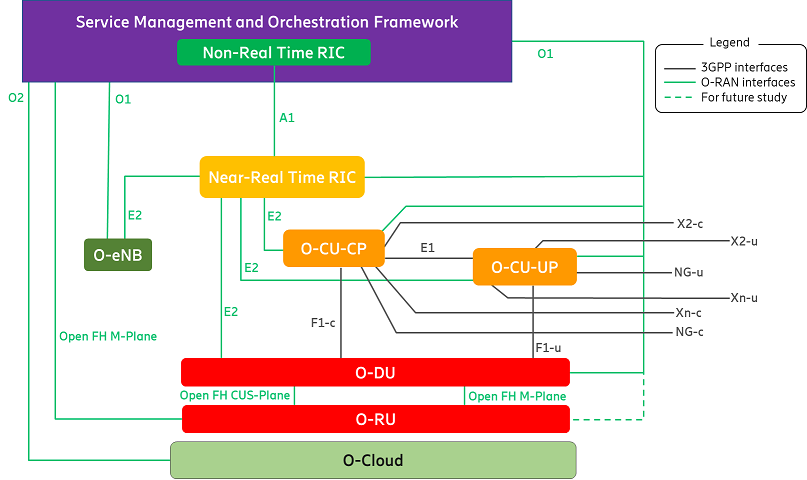 Service Management and Orchestration Framework
Non-Real Time RIC
O1
Legend
3GPP interfaces
O-RAN interfaces
For future study
O2
O1
A1
Near-Real Time RIC
E2
E2
O-eNB
O-CU-CP
E1
O-CU-UP
X2-c
X2-u
NG-u
Xn-u
Xn-c
NG-c
E2
E2
F1-c
F1-u
Open FH M-Plane
O-DU
Open FH CUS-Plane
Open FH M-Plane
O-RU
O-Cloud